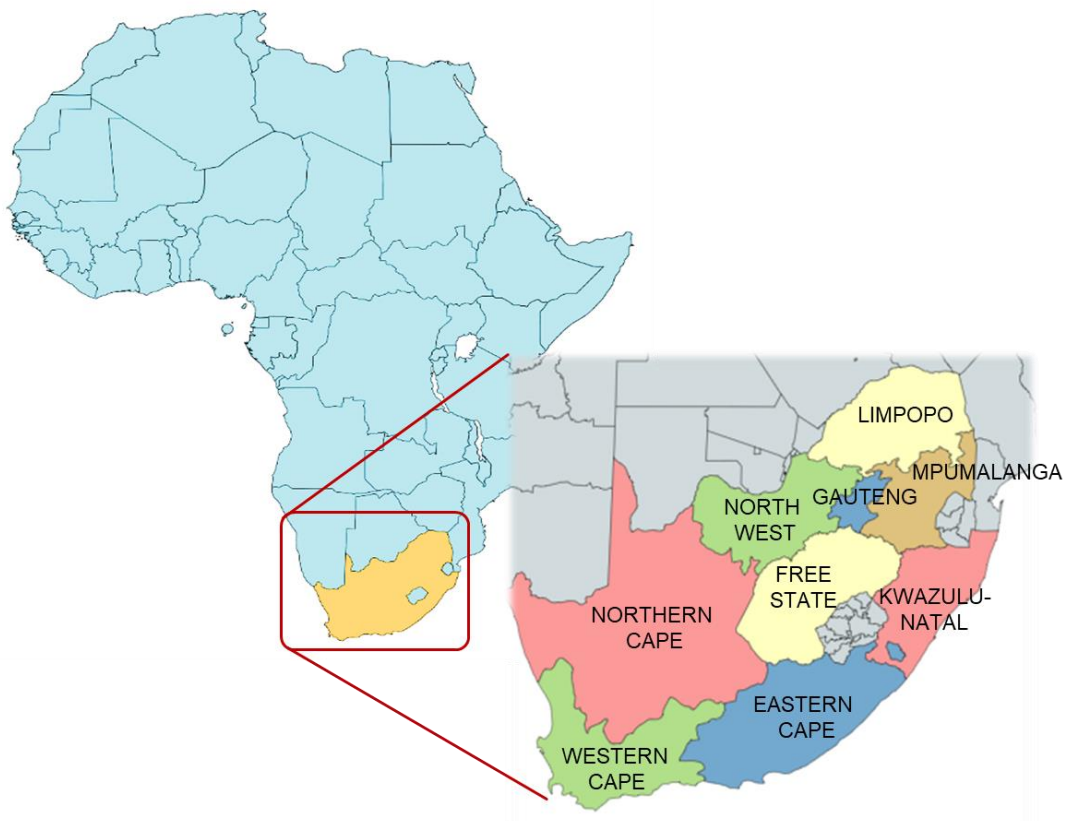 LIMPOPO
MPUMALANGA
GAUTENG
NORTH
WEST
FREE
STATE
KWAZULU-
NATAL
NORTHERN
CAPE
EASTERN
CAPE
WESTERN
CAPE